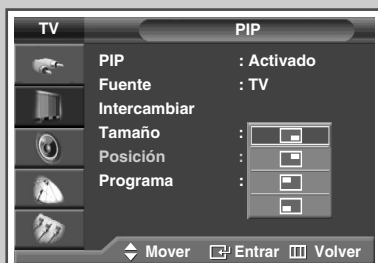 TV PIP
PIP : Activado
Fuente : TV
Intercambiar
Tamaño :
Posición :
Programa :
Mover Entrar Volver